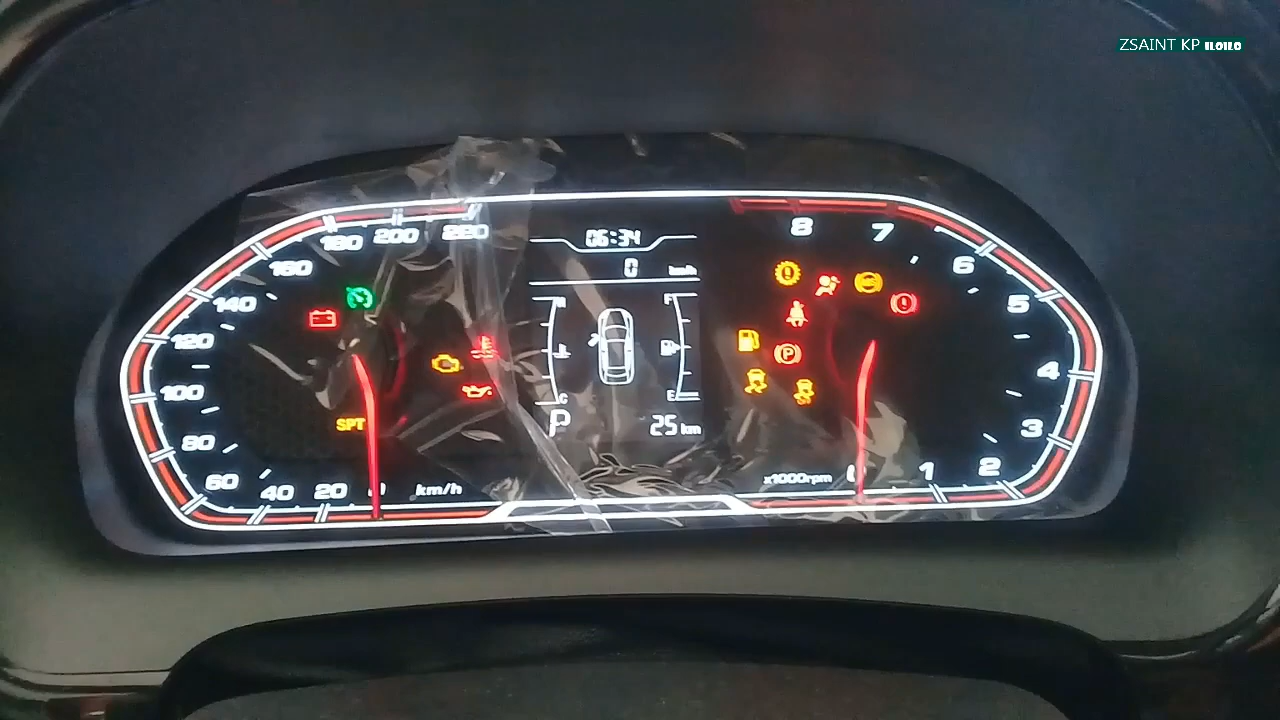 ZSAINT KP ILOILO
06:34
0 km/h
180 200 220
160
140
120
100
80
60 40 20 km/h
SPT
F
E
C
P
25 km
8 7
6
5
4
3
x1000rpm 0 1 2
(P)